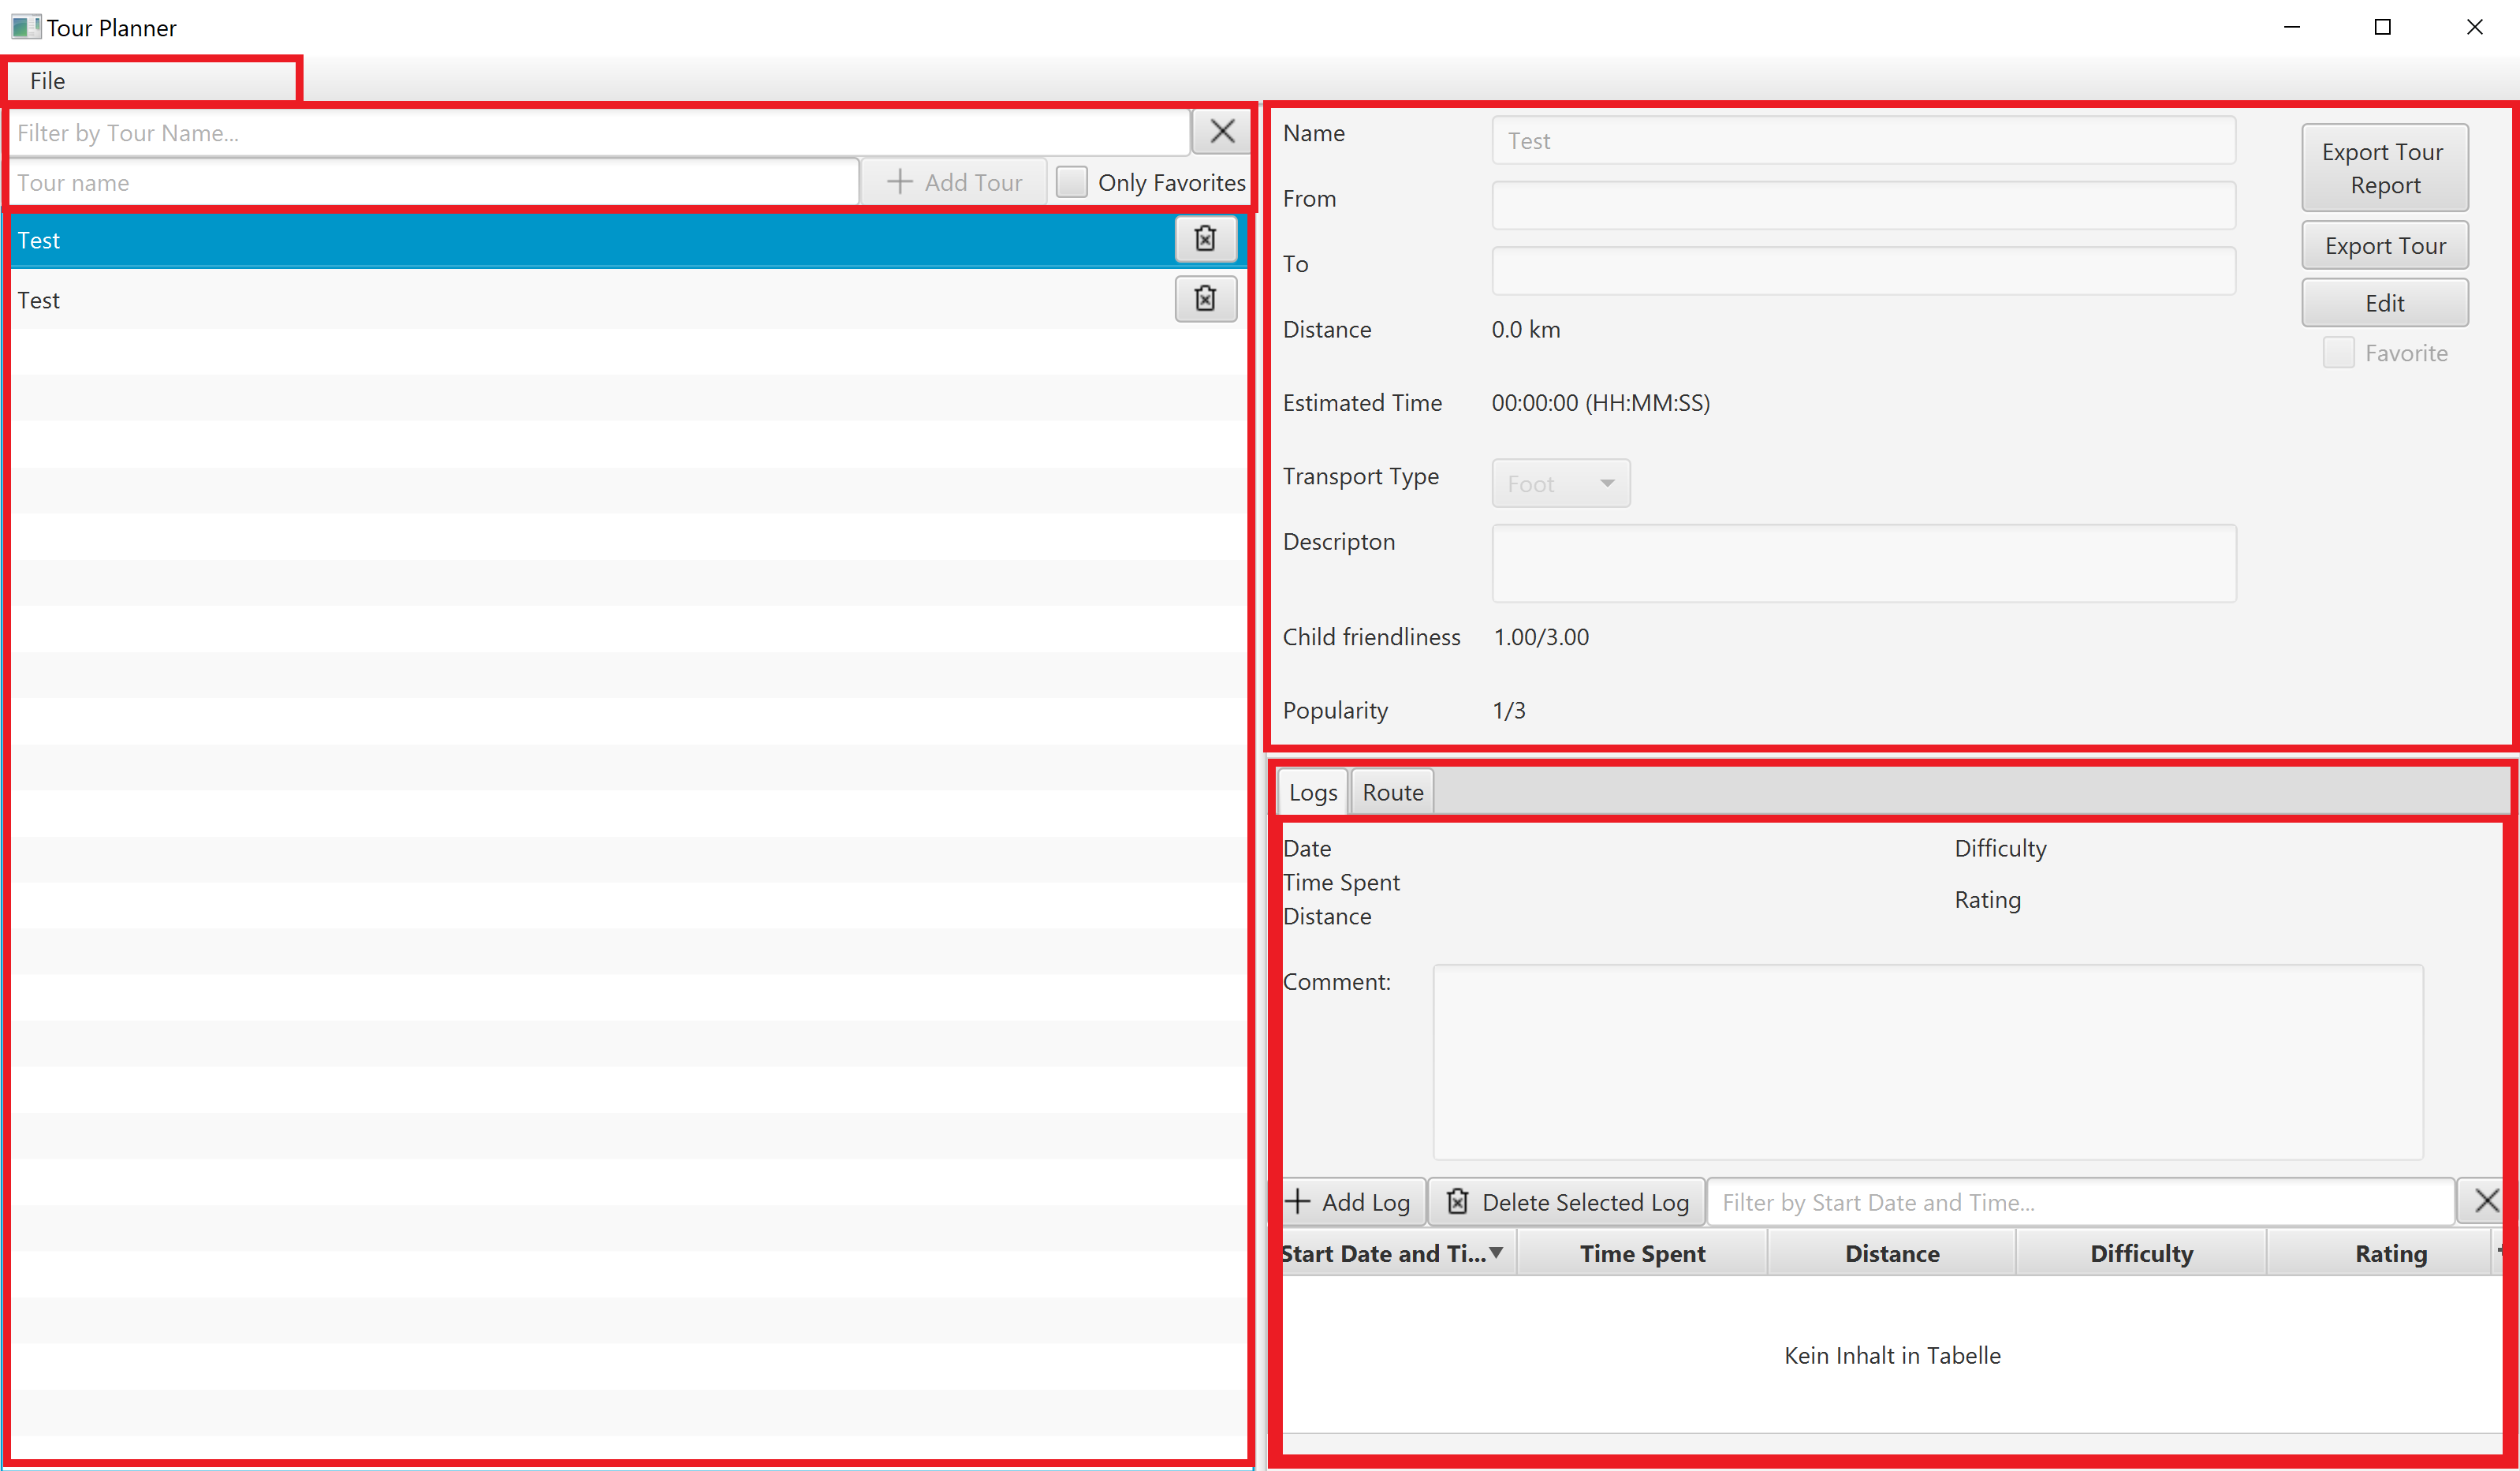 Tour Planner
File
Filter by Tour Name...
Tour name
Add Tour
Only Favorites
Test
Test
Name
Test
From
To
Distance
0.0 km
Estimated Time
00:00:00 (HH:MM:SS)
Transport Type
Foot
Descripton
Child friendliness
1.00/3.00
Popularity
1/3
Export Tour
Report
Export Tour
Edit
Favorite
Logs
Route
Date
Difficulty
Time Spent
Rating
Distance
Comment:
Add Log
Delete Selected Log
Filter by Start Date and Time...
Start Date and Ti...
Time Spent
Distance
Difficulty
Rating
Kein Inhalt in Tabelle